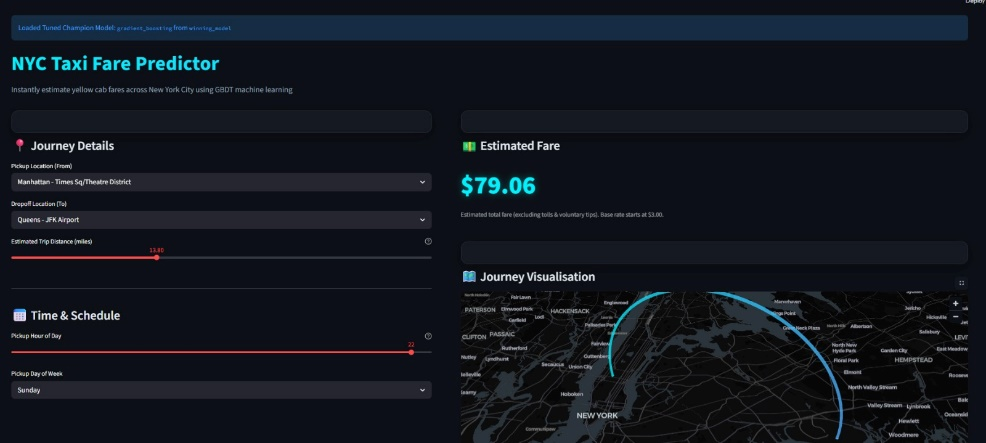 Deploy
Loaded Tuned Champion Model: gradient_boosting from winning_model
NYC Taxi Fare Predictor
Instantly estimate yellow cab fares across New York City using GBDT machine learning
Journey Details
Pickup Location (From)
Manhattan - Times Sq/Theatre District
Dropoff Location (To)
Queens - JFK Airport
Estimated Trip Distance (miles)
13.80
Time & Schedule
Pickup Hour of Day
22
Pickup Day of Week
Sunday
Estimated Fare
$79.06
Estimated total fare (excluding tolls & voluntary tips). Base rate starts at $3.00.
Journey Visualisation
Fair Lawn
Englewood
PATERSON
Elmwood Park
HACKENSACK
Garfield
Lodi
Palisades Park
CLIFTON
PASSAIC
Fairview
Nutley
Lyndhurst
Rutherford
Secaucus
Guttenberg
Union City
Belleville
Hoboken
NEW YORK
Manorhaven
Great Neck Plaza
Albertson
Jericho
Hicksville
Salisbury
North New
Hyde Park
Garden City
East Meadow
Floral Park
HEMPSTEAD
Elmont
North Valley Stream
Valley Stream
Lynbrook
Hewlett
Woodmere
Oceanside
+
−